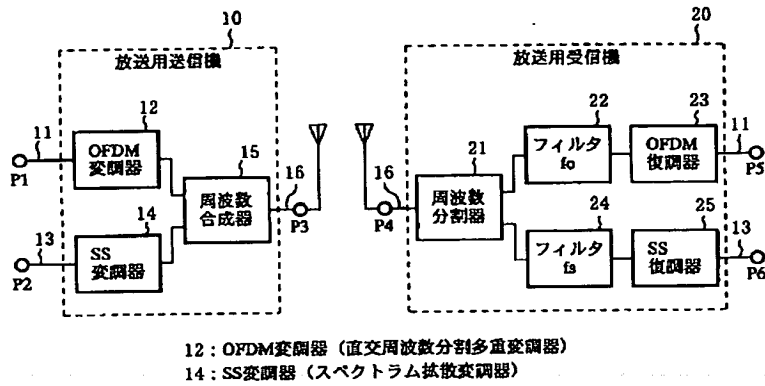 10
放送用送信機
11
P1
12
OFDM
変調器
13
P2
14
SS
変調器
15
周波数
合成器
16
P3
20
放送用受信機
16
P4
21
周波数
分割器
22
フィルタ
fo
23
OFDM
復調器
11
P5
24
フィルタ
fs
25
SS
復調器
13
P6
12：OFDM変調器（直交周波数分割多重変調器）
14：SS変調器（スペクトラム拡散変調器）